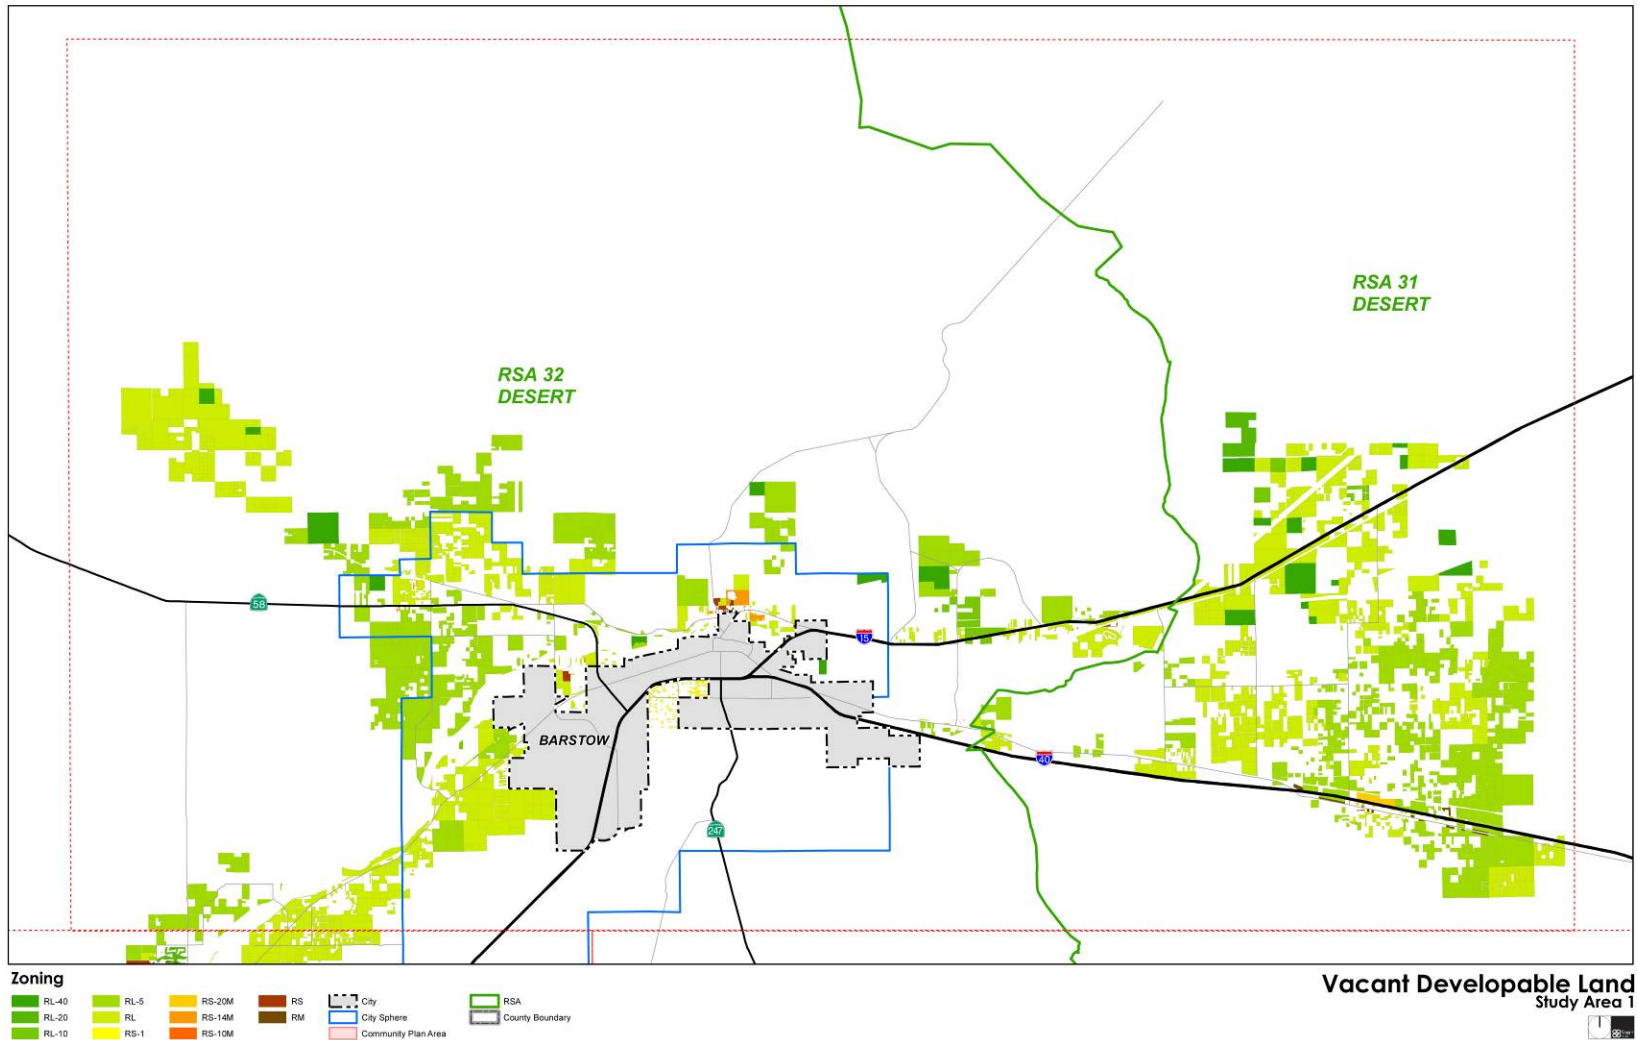 RSA 31
DESERT
RSA 32
DESERT
58
15
BARSTOW
40
247
Zoning
RL-40
RL-20
RL-10
RL-5
RL
RS-1
RS-20M
RS-14M
RS-10M
RS
RM
City
City Sphere
Community Plan Area
RSA
County Boundary
Vacant Developable Land
Study Area 1